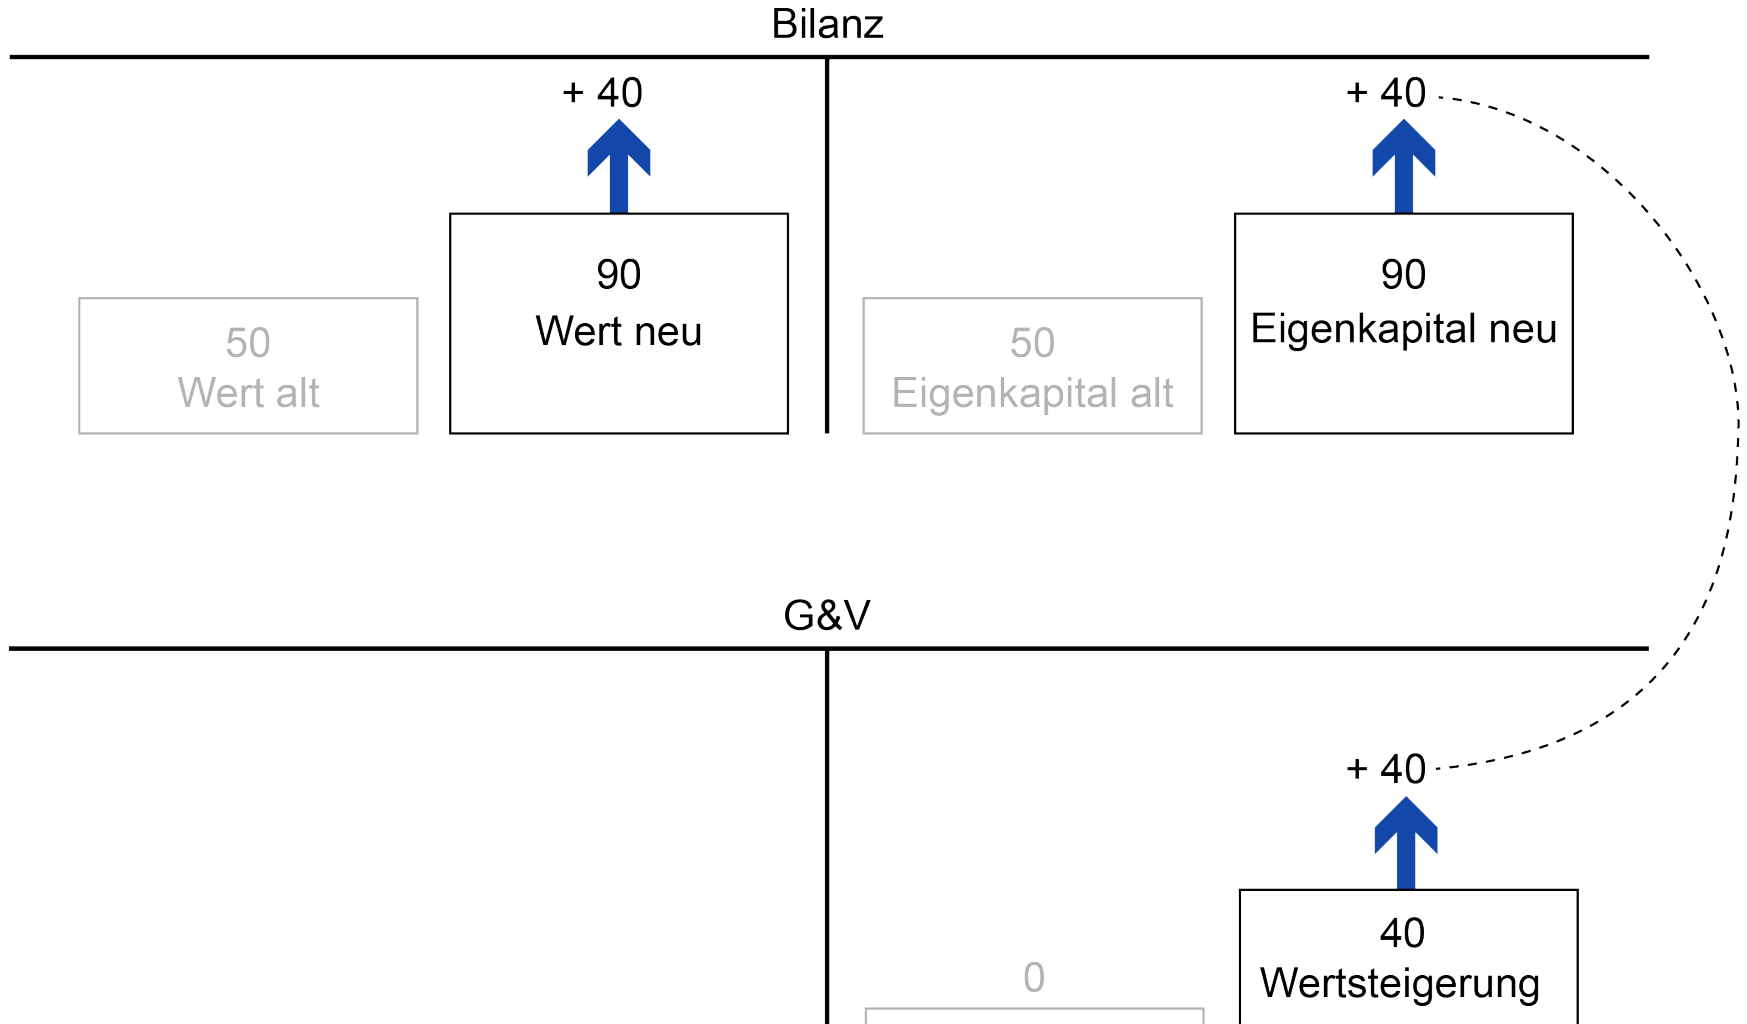 Bilanz
+ 40
+ 40
90
Wert neu
90
Eigenkapital neu
50
Wert alt
50
Eigenkapital alt
G&V
+ 40
40
Wertsteigerung
0